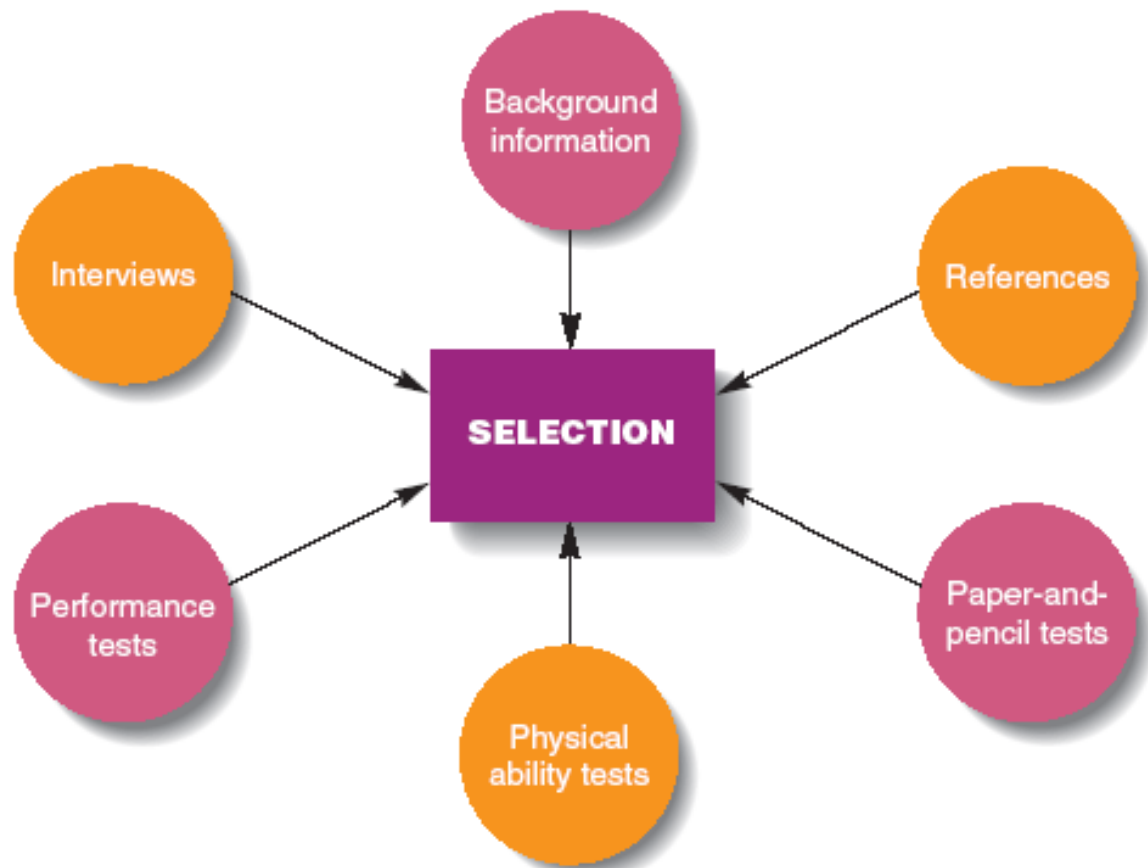 Background
information
Interviews
References
SELECTION
Performance
tests
Paper-and-
pencil tests
Physical
ability tests